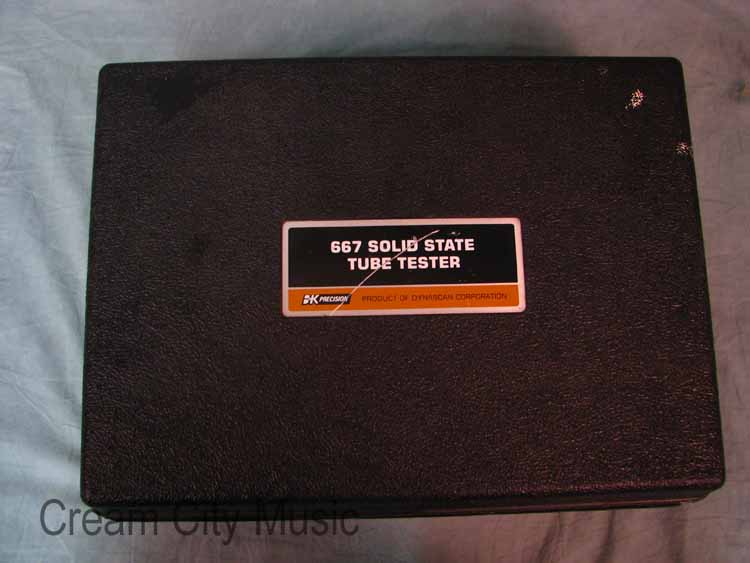 667 SOLID STATE
TUBE TESTER
B+K PRECISION PRODUCT OF DYNASCAN CORPORATION
Cream City Music